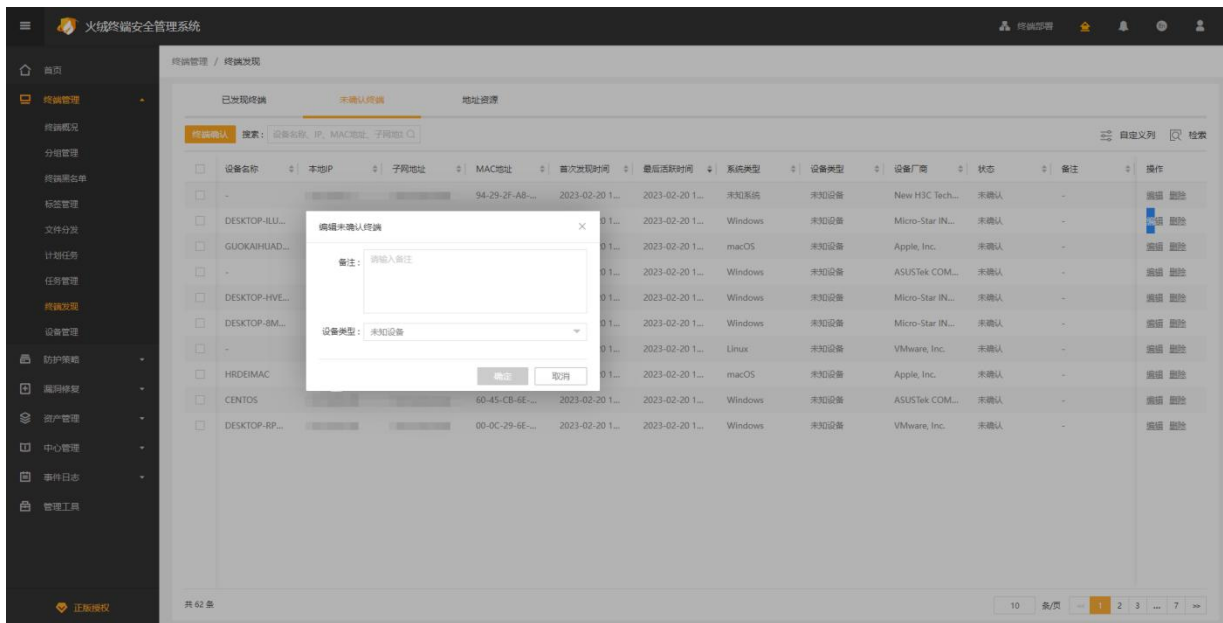 火绒终端安全管理系统
终端部署
首页
终端管理
终端概况
分组管理
终端黑名单
标签管理
文件分发
计划任务
任务管理
终端发现
设备管理
防护策略
漏洞修复
资产管理
中心管理
事件日志
管理工具
正版授权
终端管理 / 终端发现
已发现终端 未确认终端 地址资源
终端确认 搜索： 设备名称、IP、MAC地址、子网地址 自定义列 检索
设备名称 本地IP 子网地址 MAC地址 首次发现时间 最后活跃时间 系统类型 设备类型 设备厂商 状态 备注 操作
- 94-29-2F-A8-... 2023-02-20 1... 2023-02-20 1... 未知系统 未知设备 New H3C Tech... 未确认 - 编辑 删除
DESKTOP-ILU... 0 1... 2023-02-20 1... Windows 未知设备 Micro-Star IN... 未确认 - 编辑 删除
GUOKAIHUAD... 0 1... 2023-02-20 1... macOS 未知设备 Apple, Inc. 未确认 - 编辑 删除
- 0 1... 2023-02-20 1... Windows 未知设备 ASUSTek COM... 未确认 - 编辑 删除
DESKTOP-HVE... 0 1... 2023-02-20 1... Windows 未知设备 Micro-Star IN... 未确认 - 编辑 删除
DESKTOP-8M... 0 1... 2023-02-20 1... Windows 未知设备 Micro-Star IN... 未确认 - 编辑 删除
- 0 1... 2023-02-20 1... Linux 未知设备 VMware, Inc. 未确认 - 编辑 删除
HRDEIMAC 0 1... 2023-02-20 1... macOS 未知设备 Apple, Inc. 未确认 - 编辑 删除
CENTOS 60-45-CB-6E-... 2023-02-20 1... 2023-02-20 1... Windows 未知设备 ASUSTek COM... 未确认 - 编辑 删除
DESKTOP-RP... 00-0C-29-6E-... 2023-02-20 1... 2023-02-20 1... Windows 未知设备 VMware, Inc. 未确认 - 编辑 删除
编辑未确认终端
备注： 请输入备注
设备类型： 未知设备
确定 取消
共 62 条 10 条/页 1 2 3 ... 7